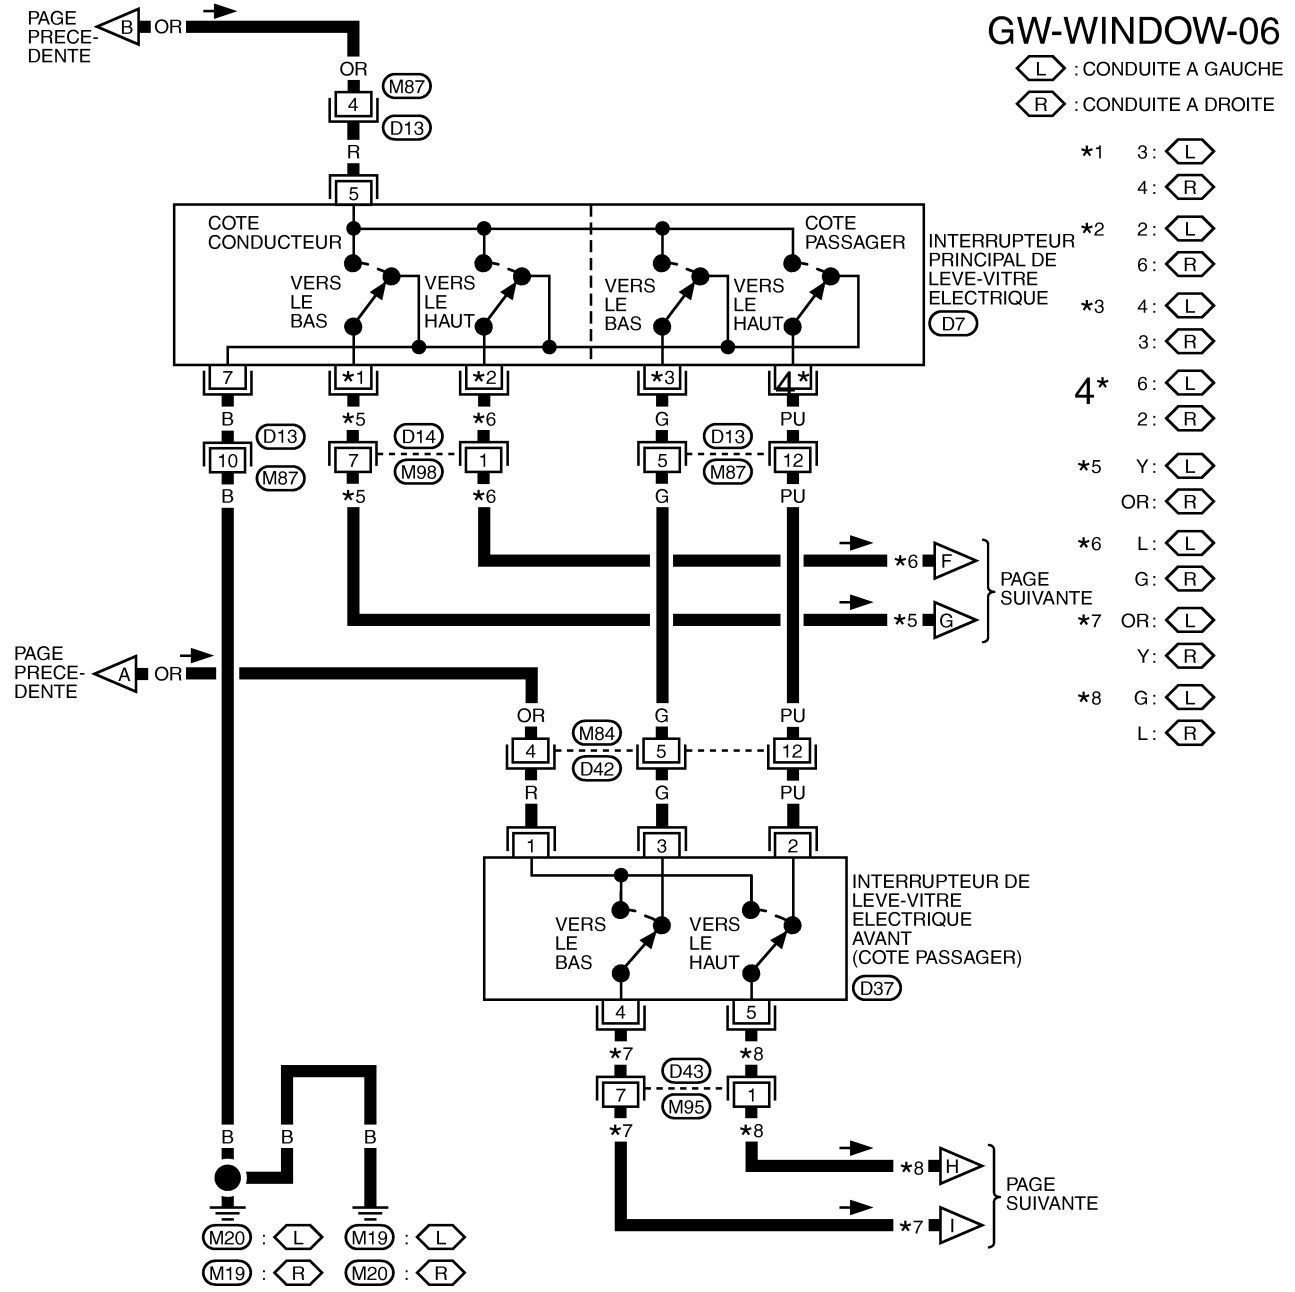 GW-WINDOW-06
L : CONDUITE A GAUCHE
R : CONDUITE A DROITE
PAGE
PRECE-
DENTE
B OR
OR
M87
4
D13
R
5
COTE
CONDUCTEUR
COTE
PASSAGER
VERS
LE
BAS
VERS
LE
HAUT
VERS
LE
BAS
VERS
LE
HAUT
INTERRUPTEUR
PRINCIPAL DE
LEVE-VITRE
ELECTRIQUE
D7
7 *1 *2 *3 4*
B *5 *6 G PU
D13 D14 D13
10 7 1 5 12
M87 M98 M87
B *5 *6 G PU
*6 F
*5 G
PAGE
SUIVANTE
*1 3: L
4: R
*2 2: L
6: R
*3 4: L
3: R
4* 6: L
2: R
*5 Y: L
OR: R
*6 L: L
G: R
*7 OR: L
Y: R
*8 G: L
L: R
PAGE
PRECE-
DENTE
A OR
OR G PU
M84
4 5 12
D42
R G PU
1 3 2
VERS
LE
BAS
VERS
LE
HAUT
INTERRUPTEUR DE
LEVE-VITRE
ELECTRIQUE
AVANT
(COTE PASSAGER)
D37
4 5
*7 *8
D43
7 1
M95
*7 *8
*8 H
*7 I
PAGE
SUIVANTE
B B B
M20 : L M19 : L
M19 : R M20 : R